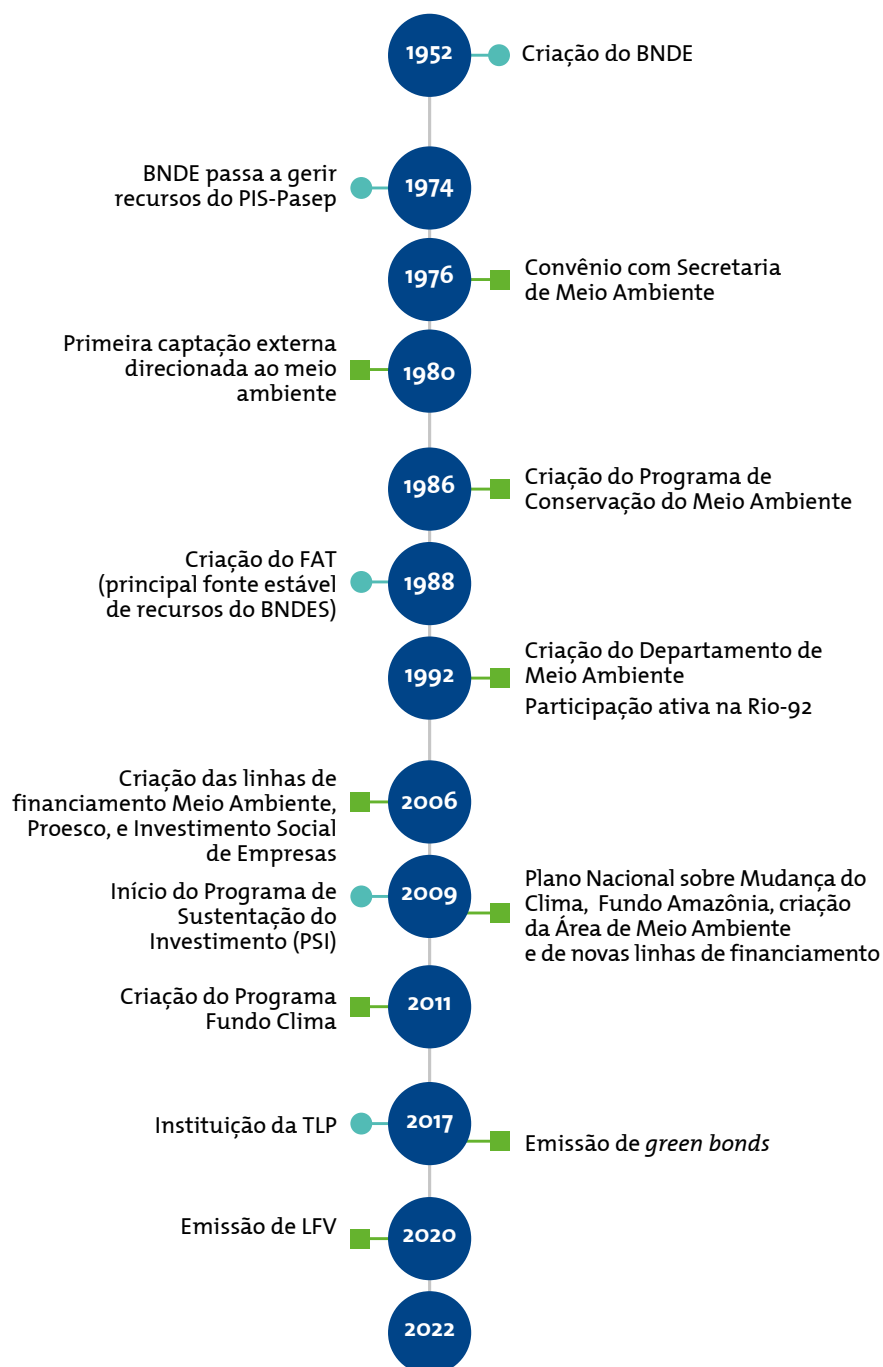 1952
Criação do BNDE
BNDE passa a gerir
recursos do PIS-Pasep
1974
1976
Convênio com Secretaria
de Meio Ambiente
Primeira captação externa
direcionada ao meio
ambiente
1980
1986
Criação do Programa de
Conservação do Meio Ambiente
Criação do FAT
(principal fonte estável
de recursos do BNDES)
1988
1992
Criação do Departamento de
Meio Ambiente
Participação ativa na Rio-92
Criação das linhas de
financiamento Meio Ambiente,
Proesco, e Investimento Social
de Empresas
2006
Início do Programa de
Sustentação do
Investimento (PSI)
2009
Plano Nacional sobre Mudança do
Clima, Fundo Amazônia, criação
da Área de Meio Ambiente
e de novas linhas de financiamento
Criação do Programa
Fundo Clima
2011
Instituição da TLP
2017
Emissão de green bonds
Emissão de LFV
2020
2022